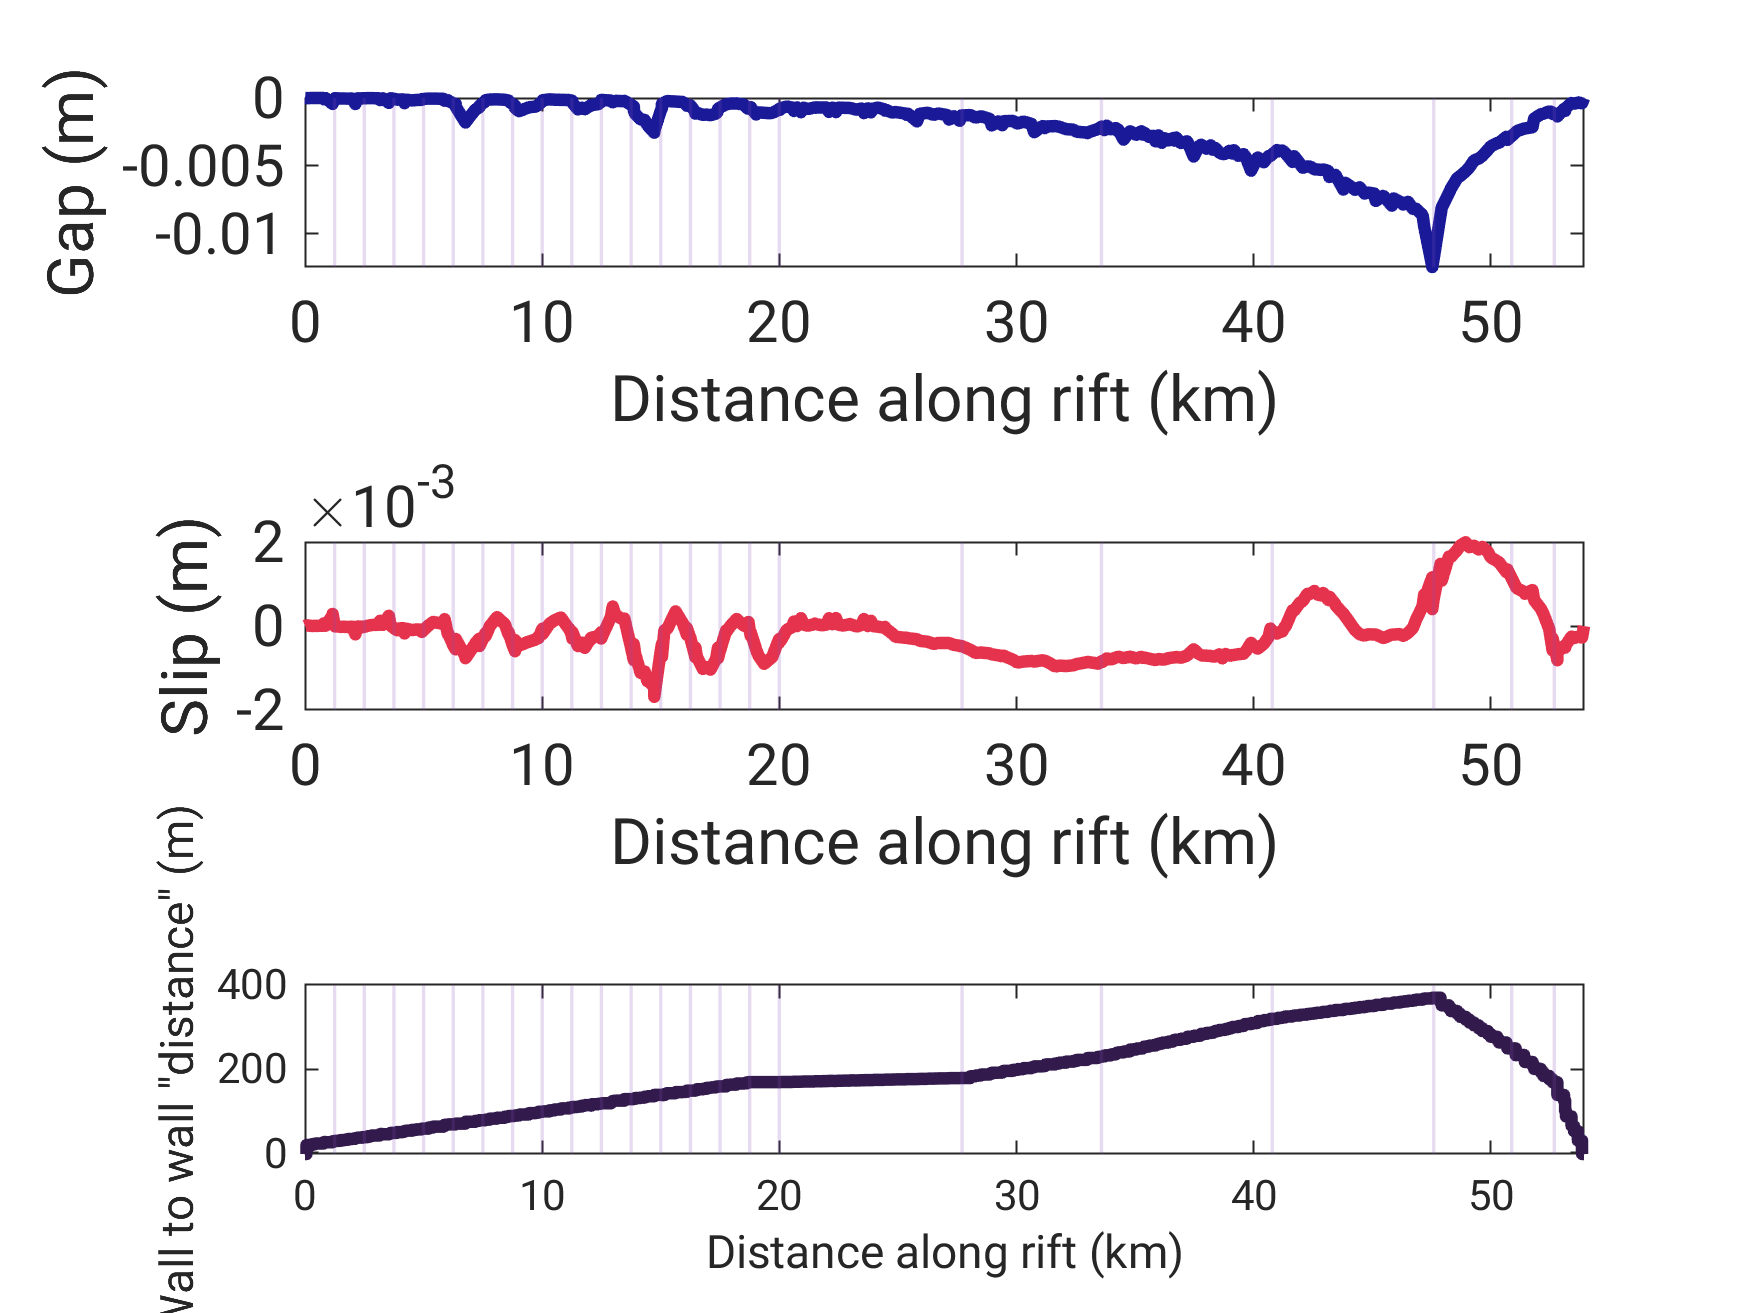 Gap (m)
0
-0.005
-0.01
0 10 20 30 40 50
Distance along rift (km)
×10-3
Slip (m)
2
0
-2
0 10 20 30 40 50
Distance along rift (km)
to wall "distance" (m)
400
200
0
0 10 20 30 40 50
Distance along rift (km)